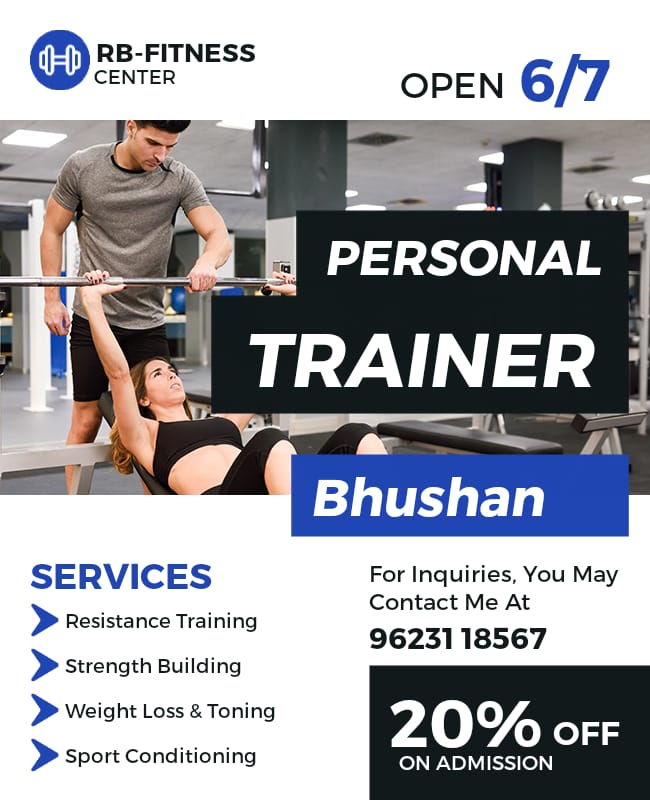 RB-FITNESS
CENTER
OPEN 6/7
PERSONAL
TRAINER
Bhushan
SERVICES
Resistance Training
Strength Building
Weight Loss & Toning
Sport Conditioning
For Inquiries, You May
Contact Me At
96231 18567
20% OFF
ON ADMISSION